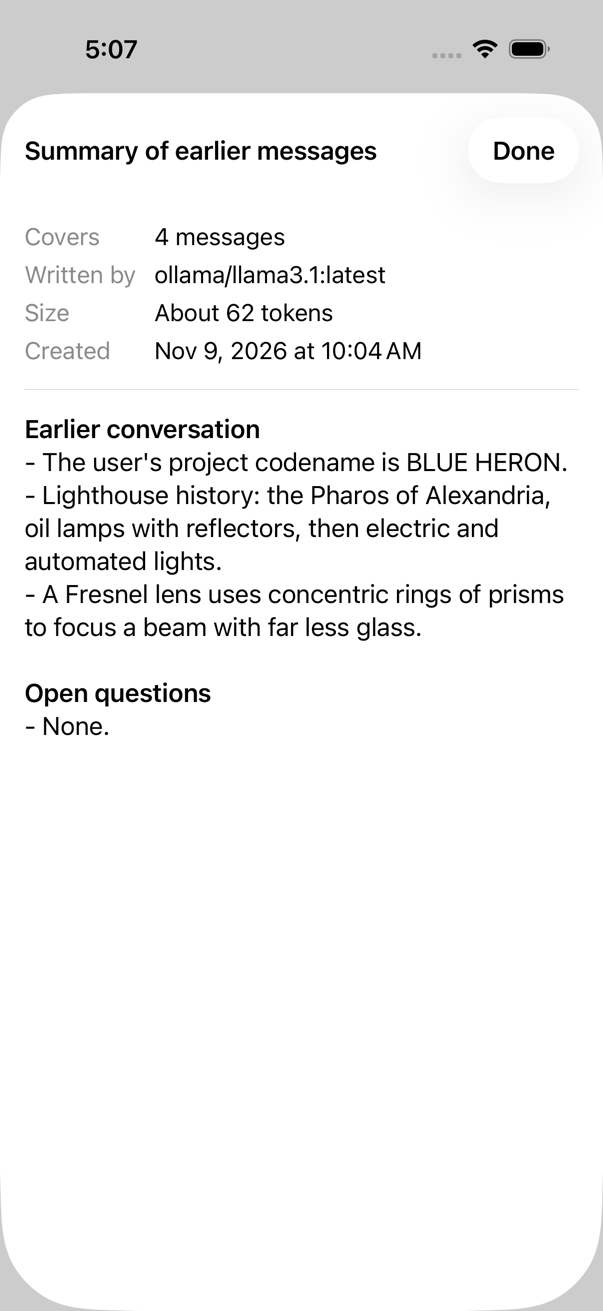 5:07
Summary of earlier messages
Done
Covers 4 messages
Written by ollama/llama3.1:latest
Size About 62 tokens
Created Nov 9, 2026 at 10:04 AM
Earlier conversation
- The user's project codename is BLUE HERON.
- Lighthouse history: the Pharos of Alexandria,
oil lamps with reflectors, then electric and
automated lights.
- A Fresnel lens uses concentric rings of prisms
to focus a beam with far less glass.
Open questions
- None.